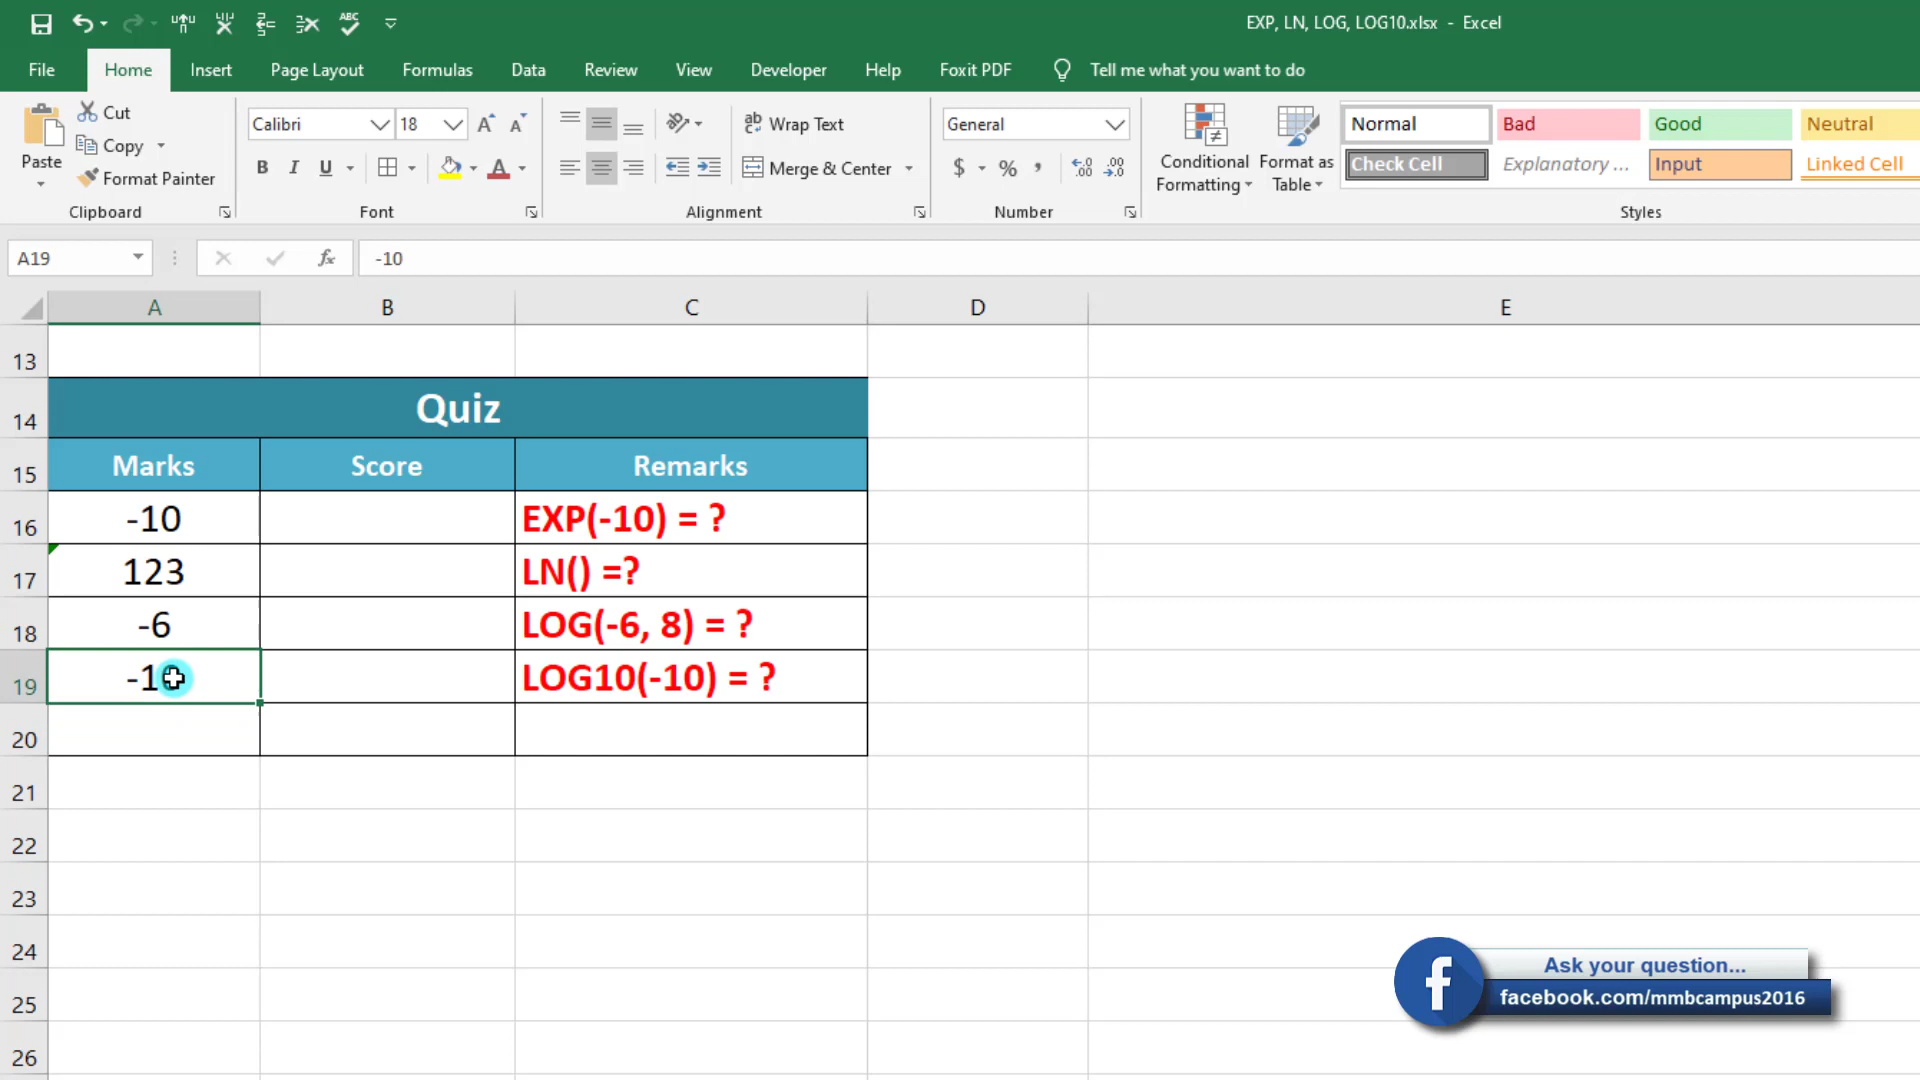 EXP, LN, LOG, LOG10.xlsx - Excel
File Home Insert Page Layout Formulas Data Review View Developer Help Foxit PDF Tell me what you want to do
Paste
Cut
Copy
Format Painter
Clipboard
Calibri 18
B I U
Font
Wrap Text
Merge & Center
Alignment
General
$ % ,
Number
Conditional Formatting
Format as Table
Normal Bad Good Neutral
Check Cell Explanatory ... Input Linked Cell
Styles
A19 fx -10
A B C D E
13
14 Quiz
15 Marks Score Remarks
16 -10 EXP(-10) = ?
17 123 LN() =?
18 -6 LOG(-6, 8) = ?
19 -10 LOG10(-10) = ?
20
21
22
23
24
25
26
Ask your question...
facebook.com/mmbcampus2016